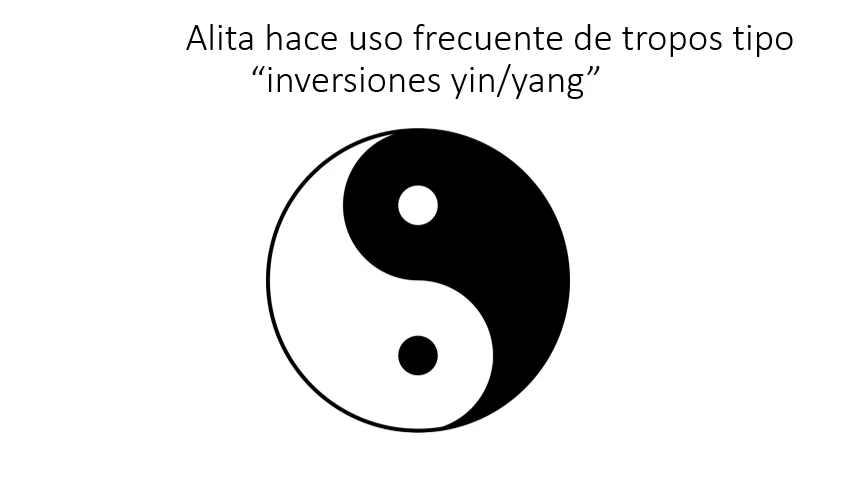 Alita hace uso frecuente de tropos tipo
“inversiones yin/yang”